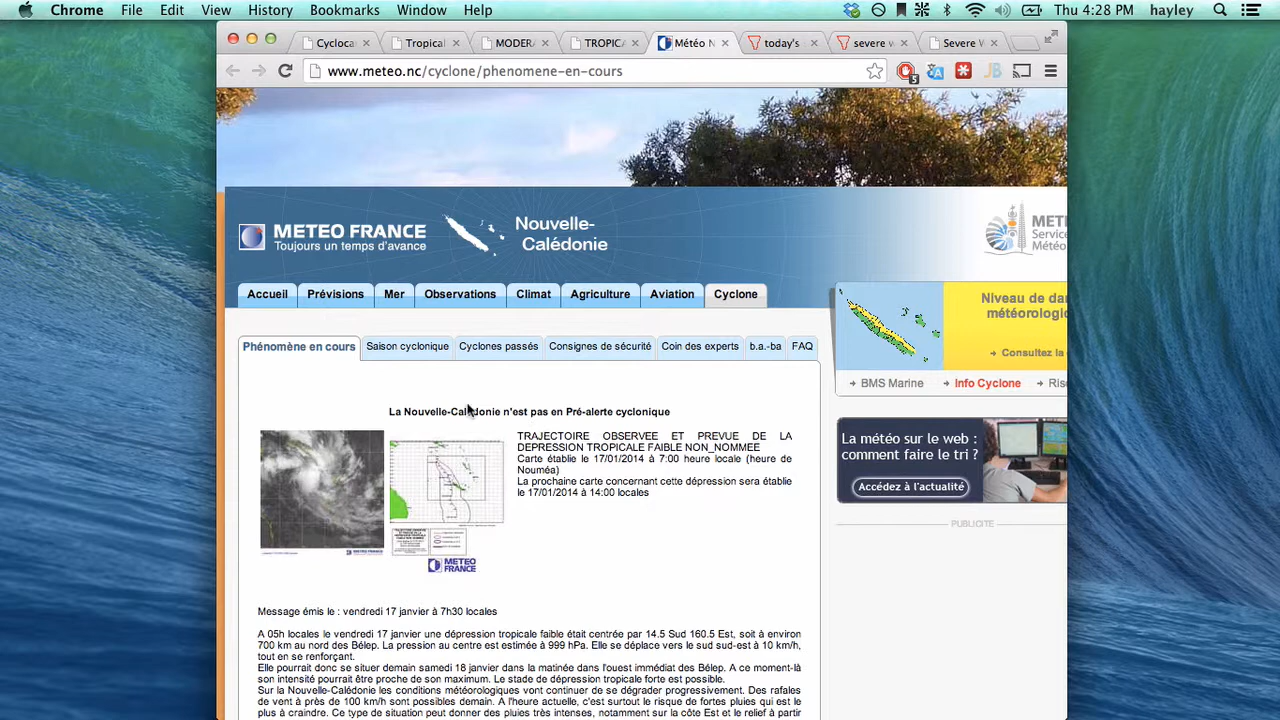 Chrome File Edit View History Bookmarks Window Help Thu 4:28 PM hayley
Cycloca Tropical MODERA TROPICA Météo N today's severe w Severe W
www.meteo.nc/cyclone/phenomene-en-cours
5
METEO FRANCE
Toujours un temps d'avance
Nouvelle-
Calédonie
METE
Service
Météo
Accueil Prévisions Mer Observations Climat Agriculture Aviation Cyclone
Niveau de dan
météorologi
Consultez la
BMS Marine Info Cyclone Ris
Phénomène en cours Saison cyclonique Cyclones passés Consignes de sécurité Coin des experts b.a.-ba FAQ
La Nouvelle-Calédonie n'est pas en Pré-alerte cyclonique
TRAJECTOIRE OBSERVEE ET PREVUE DE LA
DEPRESSION TROPICALE FAIBLE NON_NOMMEE
Carte établie le 17/01/2014 à 7:00 heure locale (heure de
Nouméa)
La prochaine carte concernant cette dépression sera établie
le 17/01/2014 à 14:00 locales
METEO FRANCE
METEO
FRANCE
La météo sur le web :
comment faire le tri ?
Accédez à l'actualité
PUBLICITE
Message émis le : vendredi 17 janvier à 7h30 locales
A 05h locales le vendredi 17 janvier une dépression tropicale faible était centrée par 14.5 Sud 160.5 Est, soit à environ
700 km au nord des Bélep. La pression au centre est estimée à 999 hPa. Elle se déplace vers le sud sud-est à 10 km/h,
tout en se renforçant.
Elle pourrait donc se situer demain samedi 18 janvier dans la matinée dans l'ouest immédiat des Bélep. A ce moment-là
son intensité pourrait être proche de son maximum. Le stade de dépression tropicale forte est possible.
Sur la Nouvelle-Calédonie les conditions météorologiques vont continuer de se dégrader progressivement. Des rafales
de vent à près de 100 km/h sont possibles demain. A l'heure actuelle, c'est surtout le risque de fortes pluies qui est le
plus à craindre. Ce type de situation peut donner des pluies très intenses, notamment sur la côte Est et le relief à partir